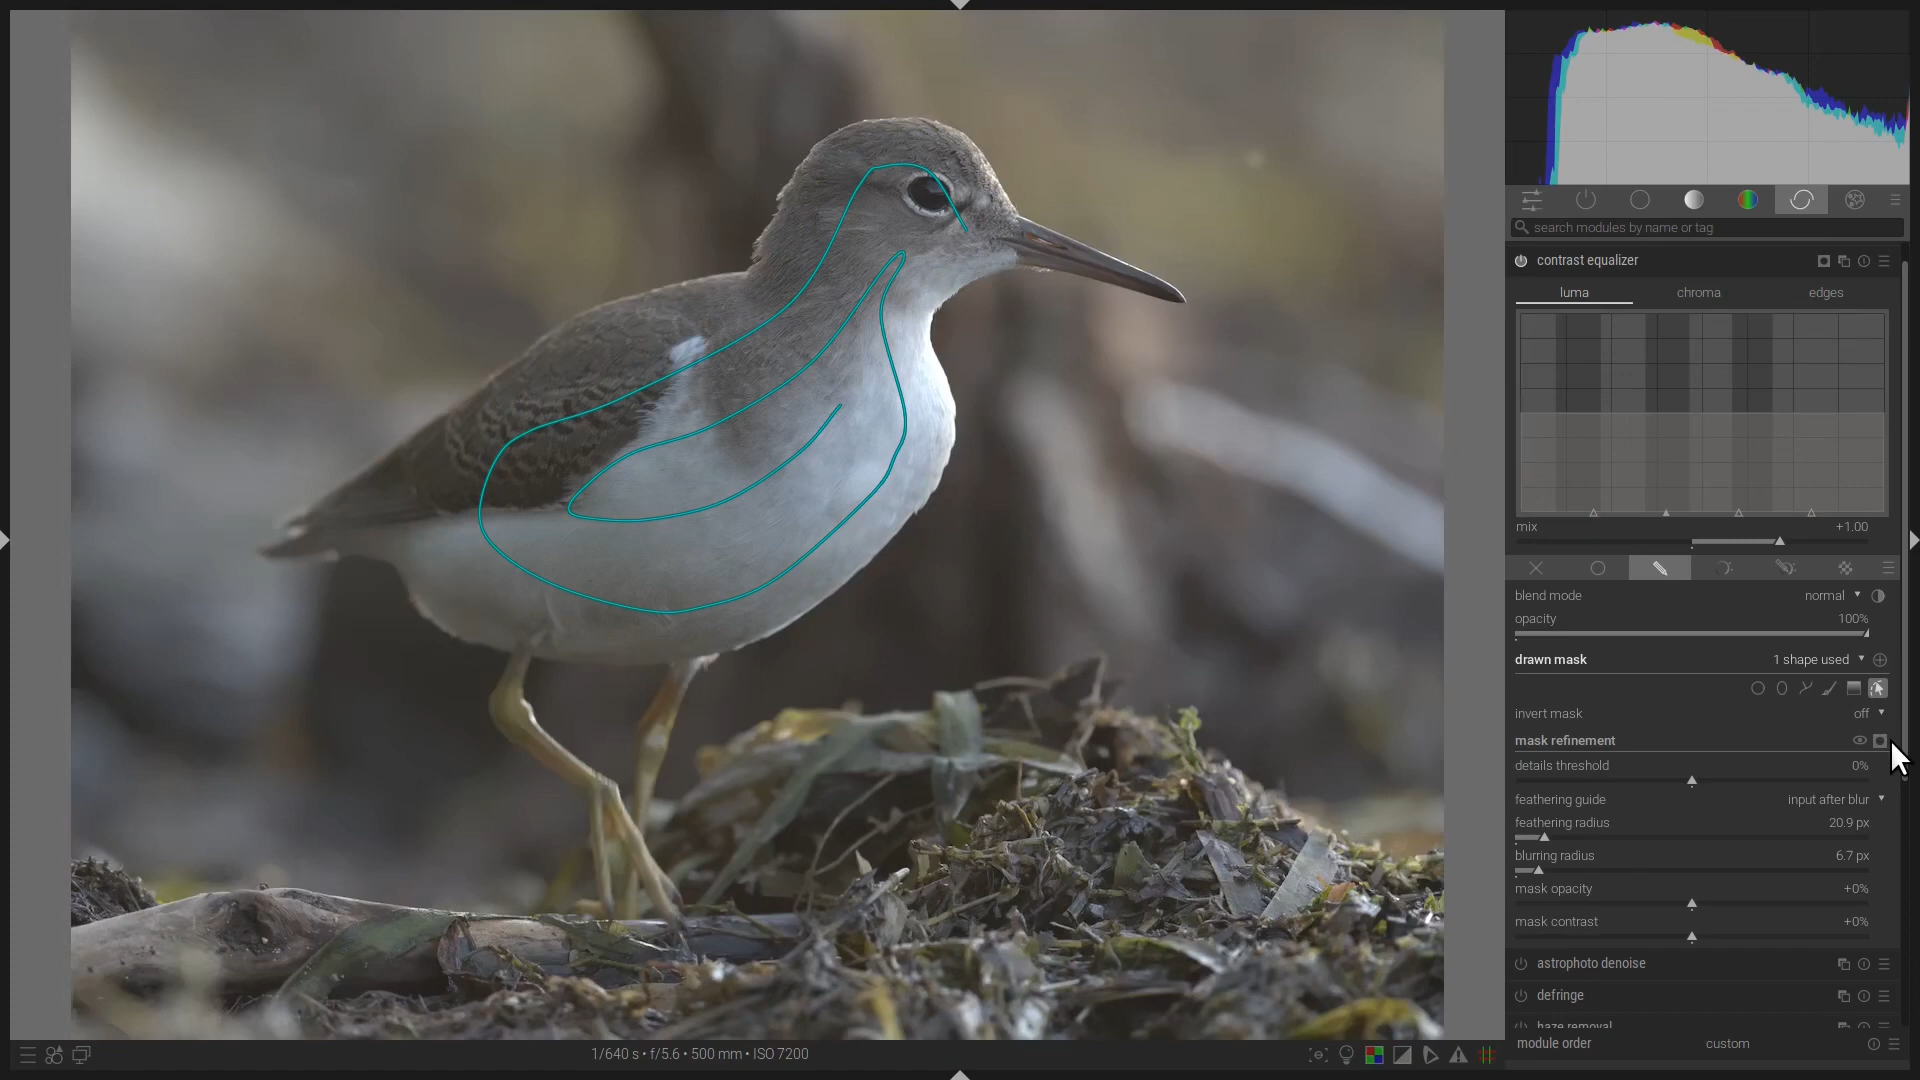 search modules by name or tag
contrast equalizer
luma chroma edges
mix +1.00
blend mode normal
opacity 100%
drawn mask 1 shape used
invert mask off
mask refinement
details threshold 0%
feathering guide input after blur
feathering radius 20.9 px
blurring radius 6.7 px
mask opacity +0%
mask contrast +0%
astrophoto denoise
defringe
haze removal
module order custom
1/640 s • f/5.6 • 500 mm • ISO 7200